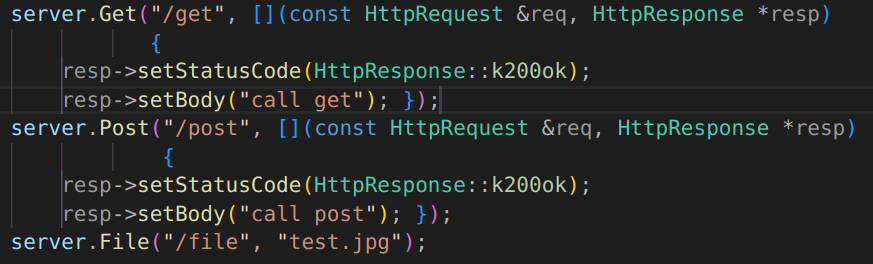 server.Get("/get", [](const HttpRequest &req, HttpResponse *resp)
{
resp->setStatusCode(HttpResponse::k200ok);
resp->setBody("call get"); });
server.Post("/post", [](const HttpRequest &req, HttpResponse *resp)
{
resp->setStatusCode(HttpResponse::k200ok);
resp->setBody("call post"); });
server.File("/file", "test.jpg");